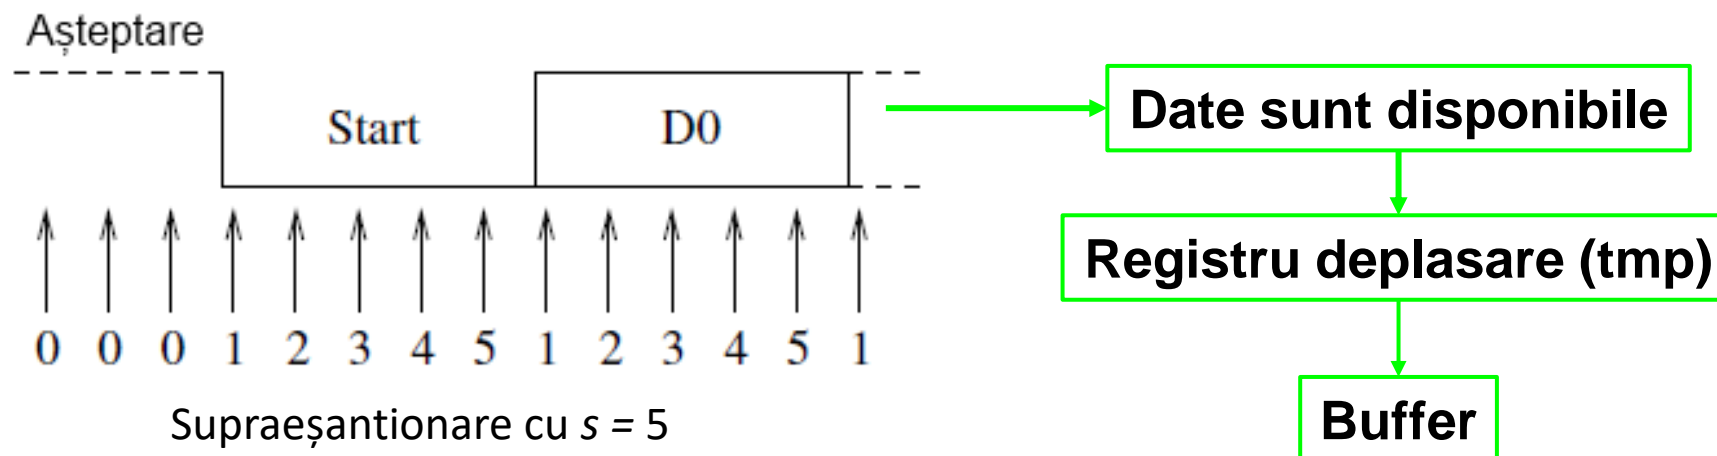 Așteptare
Start
D0
0 0 0 1 2 3 4 5 1 2 3 4 5 1
Supraeșantionare cu s = 5
Date sunt disponibile
Registru deplasare (tmp)
Buffer